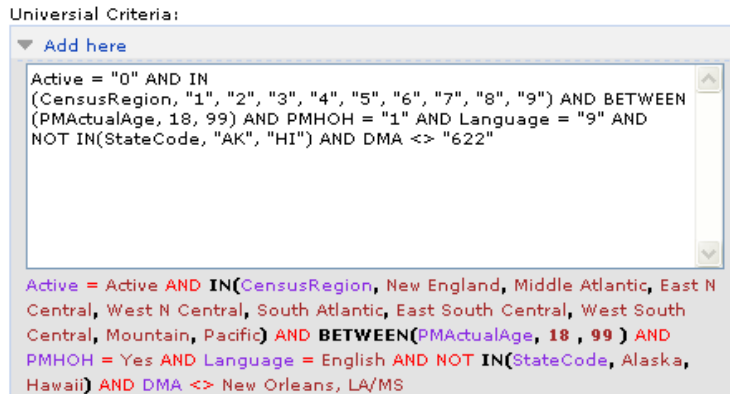 Universial Criteria:
Add here
Active = "0" AND IN
(CensusRegion, "1", "2", "3", "4", "5", "6", "7", "8", "9") AND BETWEEN
(PMActualAge, 18, 99) AND PMHOH = "1" AND Language = "9" AND
NOT IN(StateCode, "AK", "HI") AND DMA <> "622"
Active = Active AND IN(CensusRegion, New England, Middle Atlantic, East N
Central, West N Central, South Atlantic, East South Central, West South
Central, Mountain, Pacific) AND BETWEEN(PMActualAge, 18 , 99 ) AND
PMHOH = Yes AND Language = English AND NOT IN(StateCode, Alaska,
Hawaii) AND DMA <> New Orleans, LA/MS